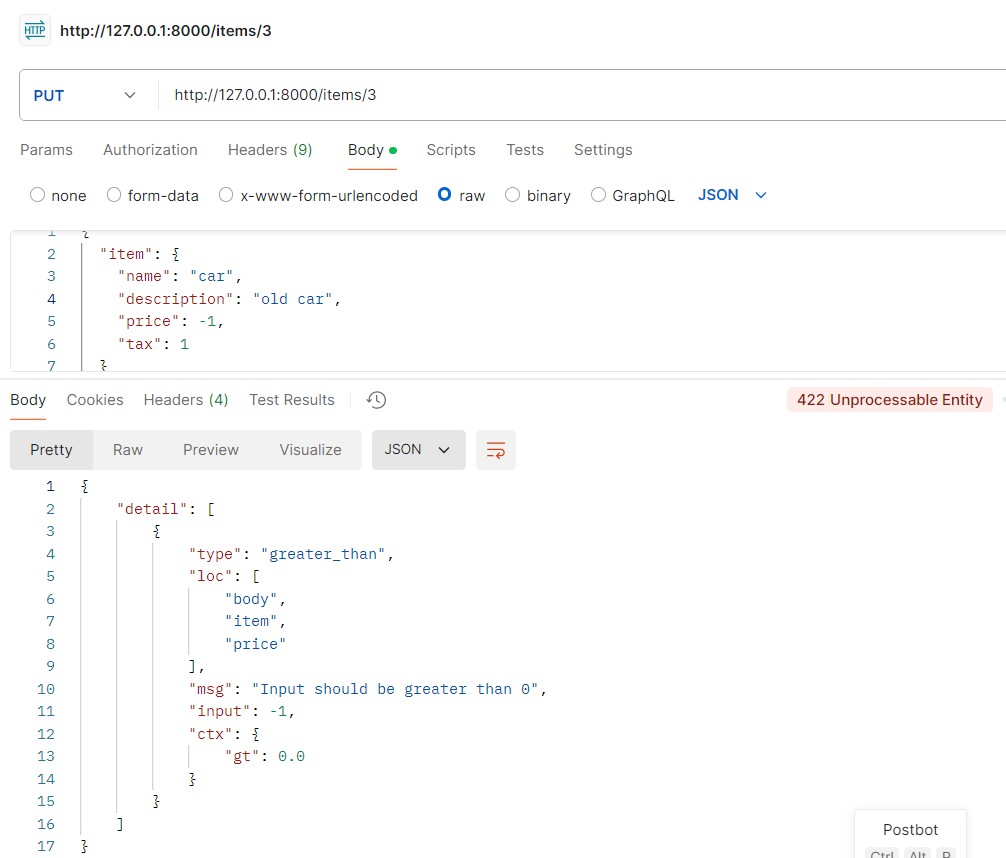 HTTP http://127.0.0.1:8000/items/3
PUT http://127.0.0.1:8000/items/3
Params Authorization Headers (9) Body Scripts Tests Settings
none form-data x-www-form-urlencoded raw binary GraphQL JSON
1 {
2 "item": {
3 "name": "car",
4 "description": "old car",
5 "price": -1,
6 "tax": 1
7 }
Body Cookies Headers (4) Test Results 422 Unprocessable Entity
Pretty Raw Preview Visualize JSON
1 {
2 "detail": [
3 {
4 "type": "greater_than",
5 "loc": [
6 "body",
7 "item",
8 "price"
9 ],
10 "msg": "Input should be greater than 0",
11 "input": -1,
12 "ctx": {
13 "gt": 0.0
14 }
15 }
16 ]
17 }
Postbot
Ctrl Alt P